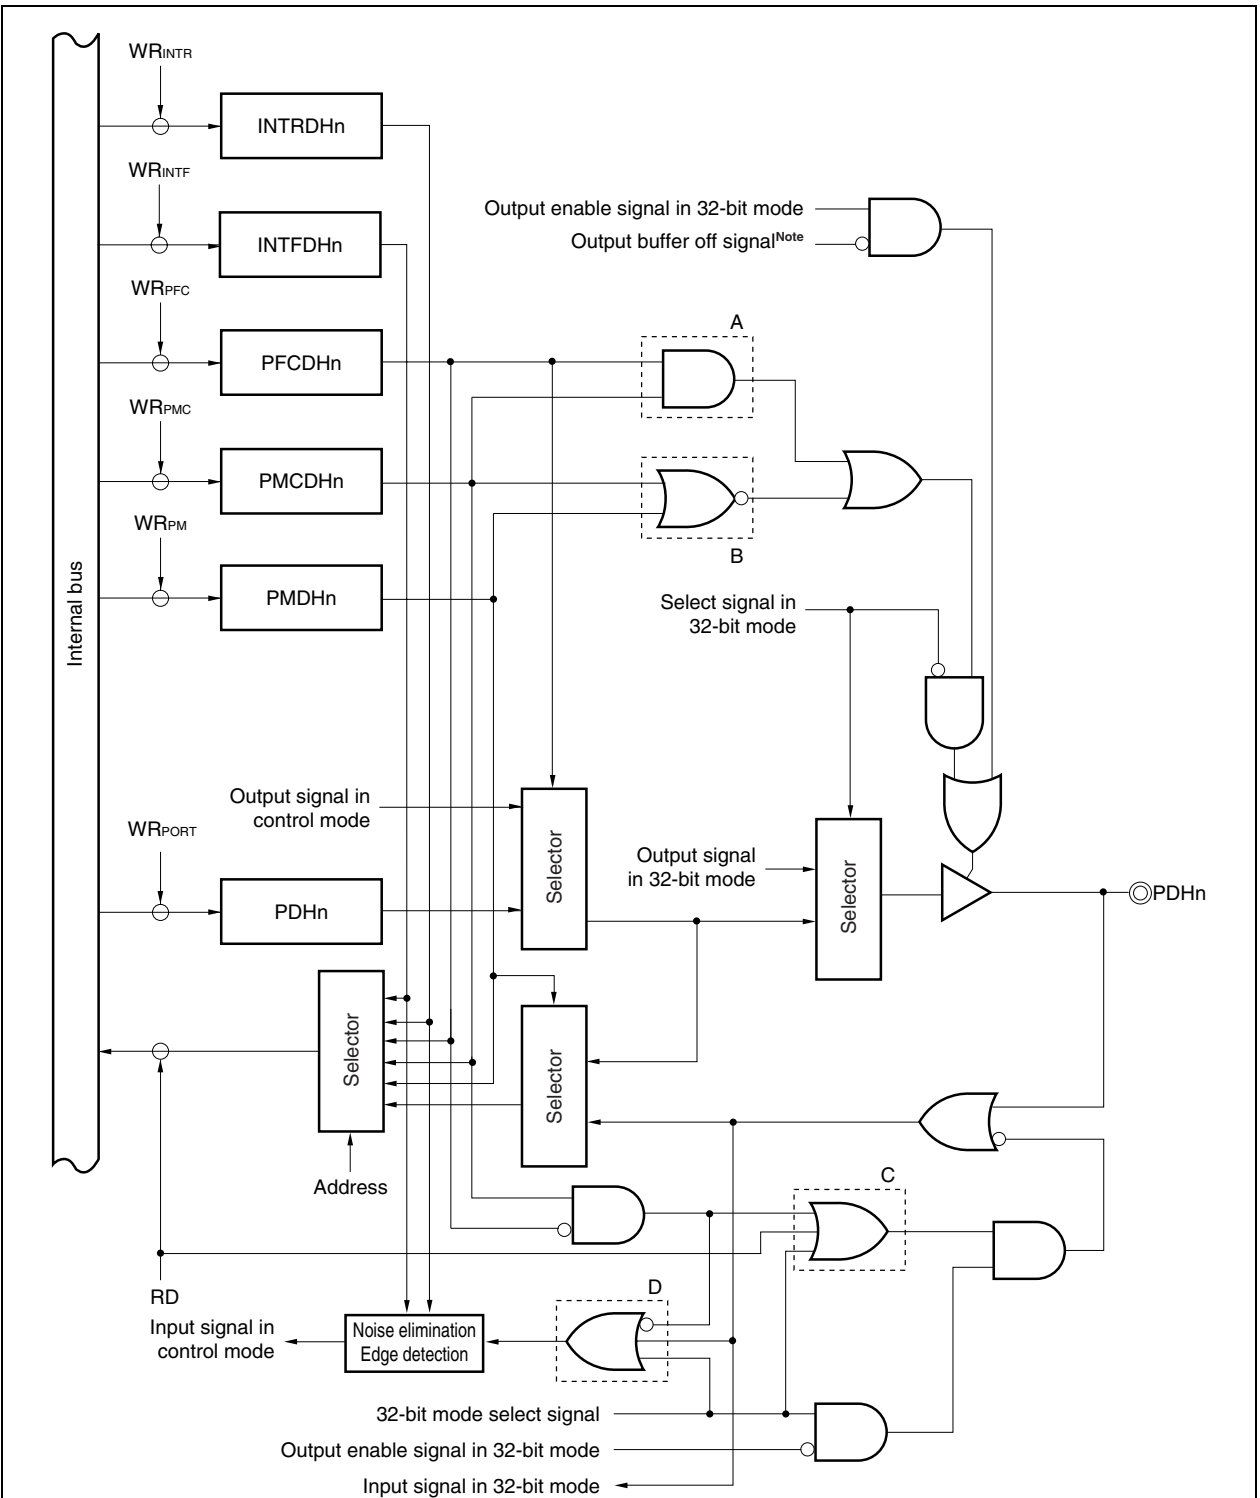 WRINTR
INTRDHn
WRINTF
INTFDHn
Output enable signal in 32-bit mode
Output buffer off signalNote
WRPFC
PFCDHn
A
WRPMC
PMCDHn
B
WRPM
PMDHn
Internal bus
Select signal in
32-bit mode
Output signal in
control mode
Selector
WRPORT
PDHn
Output signal
in 32-bit mode
Selector
PDHn
Selector
Selector
Address
C
RD
D
Input signal in
control mode
Noise elimination
Edge detection
32-bit mode select signal
Output enable signal in 32-bit mode
Input signal in 32-bit mode